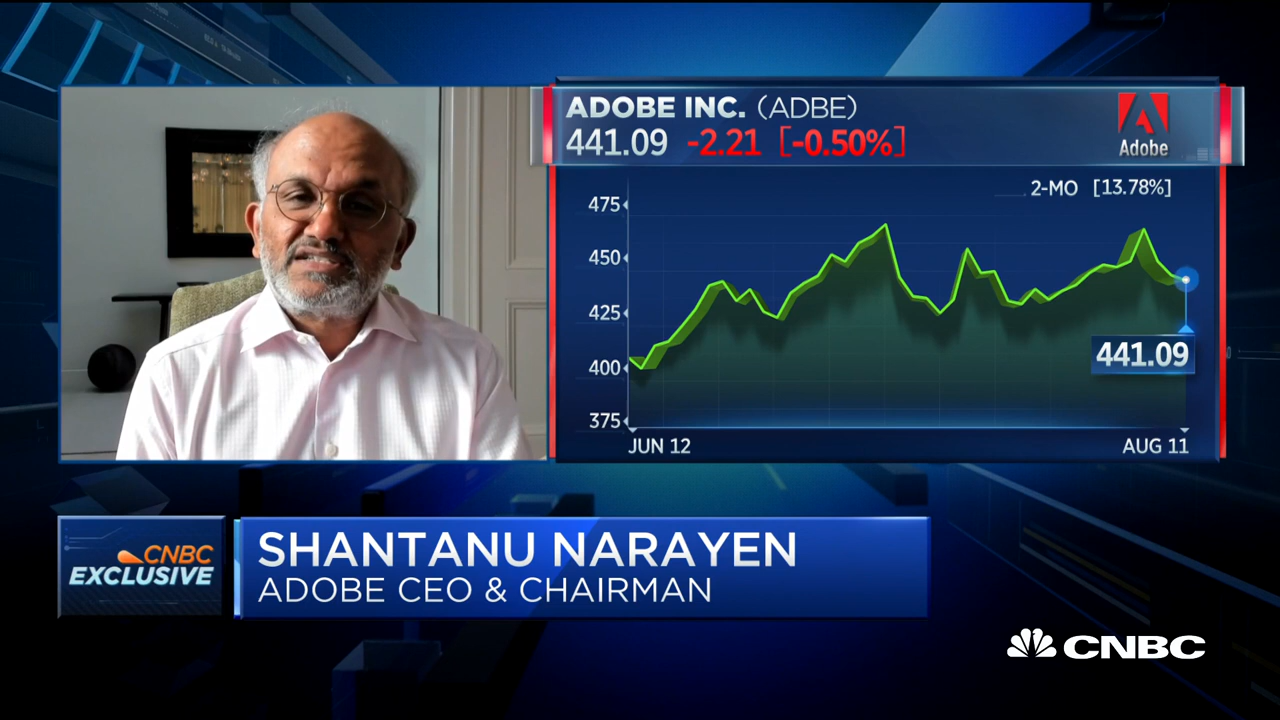 ADOBE INC. (ADBE)
441.09 -2.21 [-0.50%]
Adobe
2-MO [13.78%]
475
450
425
400
375
441.09
JUN 12
AUG 11
CNBC
EXCLUSIVE
SHANTANU NARAYEN
ADOBE CEO & CHAIRMAN
CNBC